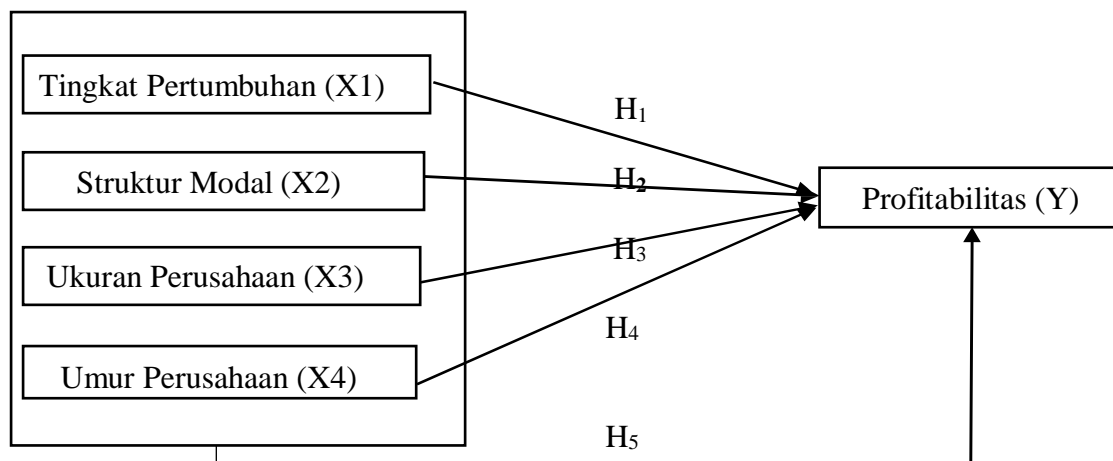 Tingkat Pertumbuhan (X1)
H₁
Struktur Modal (X2)
H₂
Profitabilitas (Y)
Ukuran Perusahaan (X3)
H₃
H₄
Umur Perusahaan (X4)
H₅